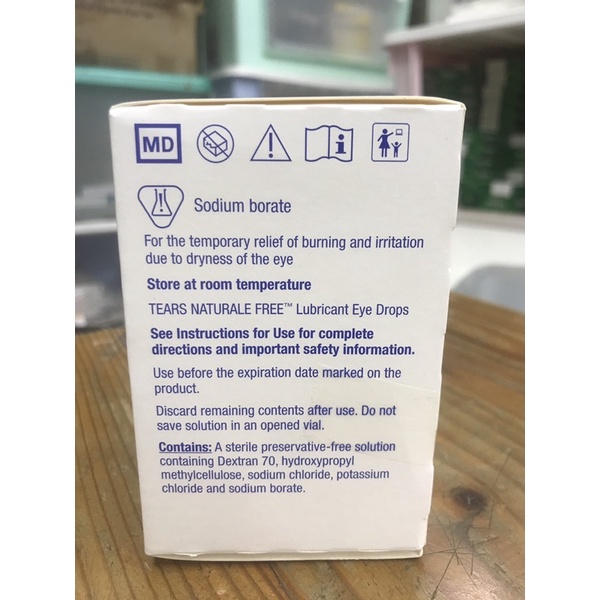 MD
Sodium borate
For the temporary relief of burning and irritation
due to dryness of the eye
Store at room temperature
TEARS NATURALE FREE™ Lubricant Eye Drops
See Instructions for Use for complete
directions and important safety information.
Use before the expiration date marked on the
product.
Discard remaining contents after use. Do not
save solution in an opened vial.
Contains: A sterile preservative-free solution
containing Dextran 70, hydroxypropyl
methylcellulose, sodium chloride, potassium
chloride and sodium borate.